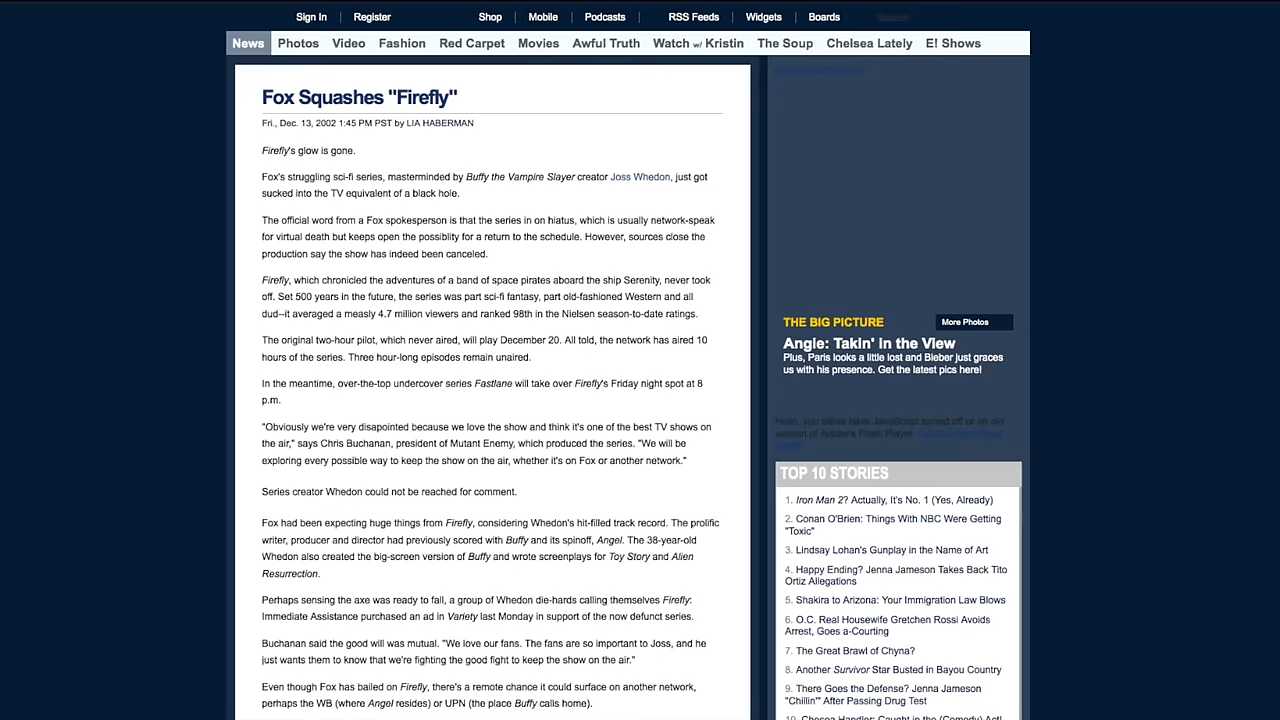 Sign In
Register
Shop
Mobile
Podcasts
RSS Feeds
Widgets
Boards
News
Photos
Video
Fashion
Red Carpet
Movies
Awful Truth
Watch w/ Kristin
The Soup
Chelsea Lately
E! Shows
Fox Squashes "Firefly"
Fri., Dec. 13, 2002 1:45 PM PST by LIA HABERMAN
Firefly's glow is gone.
Fox's struggling sci-fi series, masterminded by Buffy the Vampire Slayer creator Joss Whedon, just got
sucked into the TV equivalent of a black hole.
The official word from a Fox spokesperson is that the series in on hiatus, which is usually network-speak
for virtual death but keeps open the possiblity for a return to the schedule. However, sources close the
production say the show has indeed been canceled.
Firefly, which chronicled the adventures of a band of space pirates aboard the ship Serenity, never took
off. Set 500 years in the future, the series was part sci-fi fantasy, part old-fashioned Western and all
dud--it averaged a measly 4.7 million viewers and ranked 98th in the Nielsen season-to-date ratings.
The original two-hour pilot, which never aired, will play December 20. All told, the network has aired 10
hours of the series. Three hour-long episodes remain unaired.
In the meantime, over-the-top undercover series Fastlane will take over Firefly's Friday night spot at 8
p.m.
"Obviously we're very disapointed because we love the show and think it's one of the best TV shows on
the air," says Chris Buchanan, president of Mutant Enemy, which produced the series. "We will be
exploring every possible way to keep the show on the air, whether it's on Fox or another network."
Series creator Whedon could not be reached for comment.
Fox had been expecting huge things from Firefly, considering Whedon's hit-filled track record. The prolific
writer, producer and director had previously scored with Buffy and its spinoff, Angel. The 38-year-old
Whedon also created the big-screen version of Buffy and wrote screenplays for Toy Story and Alien
Resurrection.
Perhaps sensing the axe was ready to fall, a group of Whedon die-hards calling themselves Firefly:
Immediate Assistance purchased an ad in Variety last Monday in support of the now defunct series.
Buchanan said the good will was mutual. "We love our fans. The fans are so important to Joss, and he
just wants them to know that we're fighting the good fight to keep the show on the air."
Even though Fox has bailed on Firefly, there's a remote chance it could surface on another network,
perhaps the WB (where Angel resides) or UPN (the place Buffy calls home).
THE BIG PICTURE
More Photos
Angie: Takin' In the View
Plus, Paris looks a little lost and Bieber just graces
us with his presence. Get the latest pics here!
Hello, you either have JavaScript turned off or an old
version of Adobe's Flash Player.
TOP 10 STORIES
1. Iron Man 2? Actually, It's No. 1 (Yes, Already)
2. Conan O'Brien: Things With NBC Were Getting
"Toxic"
3. Lindsay Lohan's Gunplay in the Name of Art
4. Happy Ending? Jenna Jameson Takes Back Tito
Ortiz Allegations
5. Shakira to Arizona: Your Immigration Law Blows
6. O.C. Real Housewife Gretchen Rossi Avoids
Arrest, Goes a-Courting
7. The Great Brawl of Chyna?
8. Another Survivor Star Busted in Bayou Country
9. There Goes the Defense? Jenna Jameson
"Chillin'" After Passing Drug Test
10. Chelsea Handler: Caught in the (Comedy) Act!